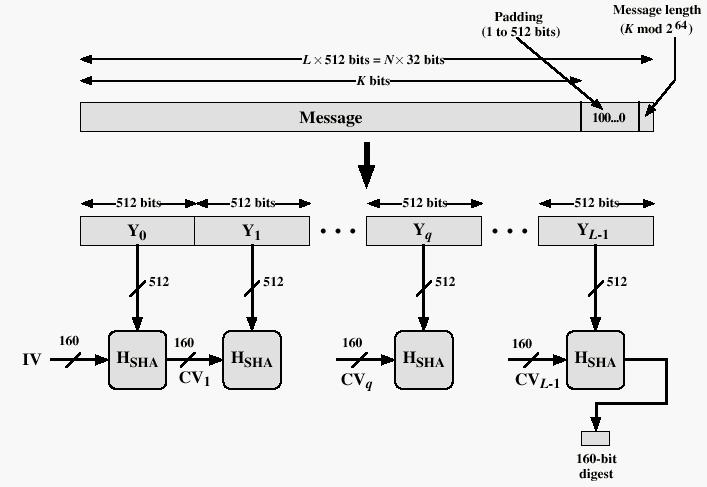 Padding
(1 to 512 bits)
Message length
(K mod 2^64)
L × 512 bits = N × 32 bits
K bits
Message
100...0
512 bits 512 bits 512 bits 512 bits
Y0 Y1 • • • Yq • • • YL-1
512 512 512 512
160 160 160 160
IV HSHA HSHA HSHA HSHA
CV1 CVq CVL-1
160-bit
digest